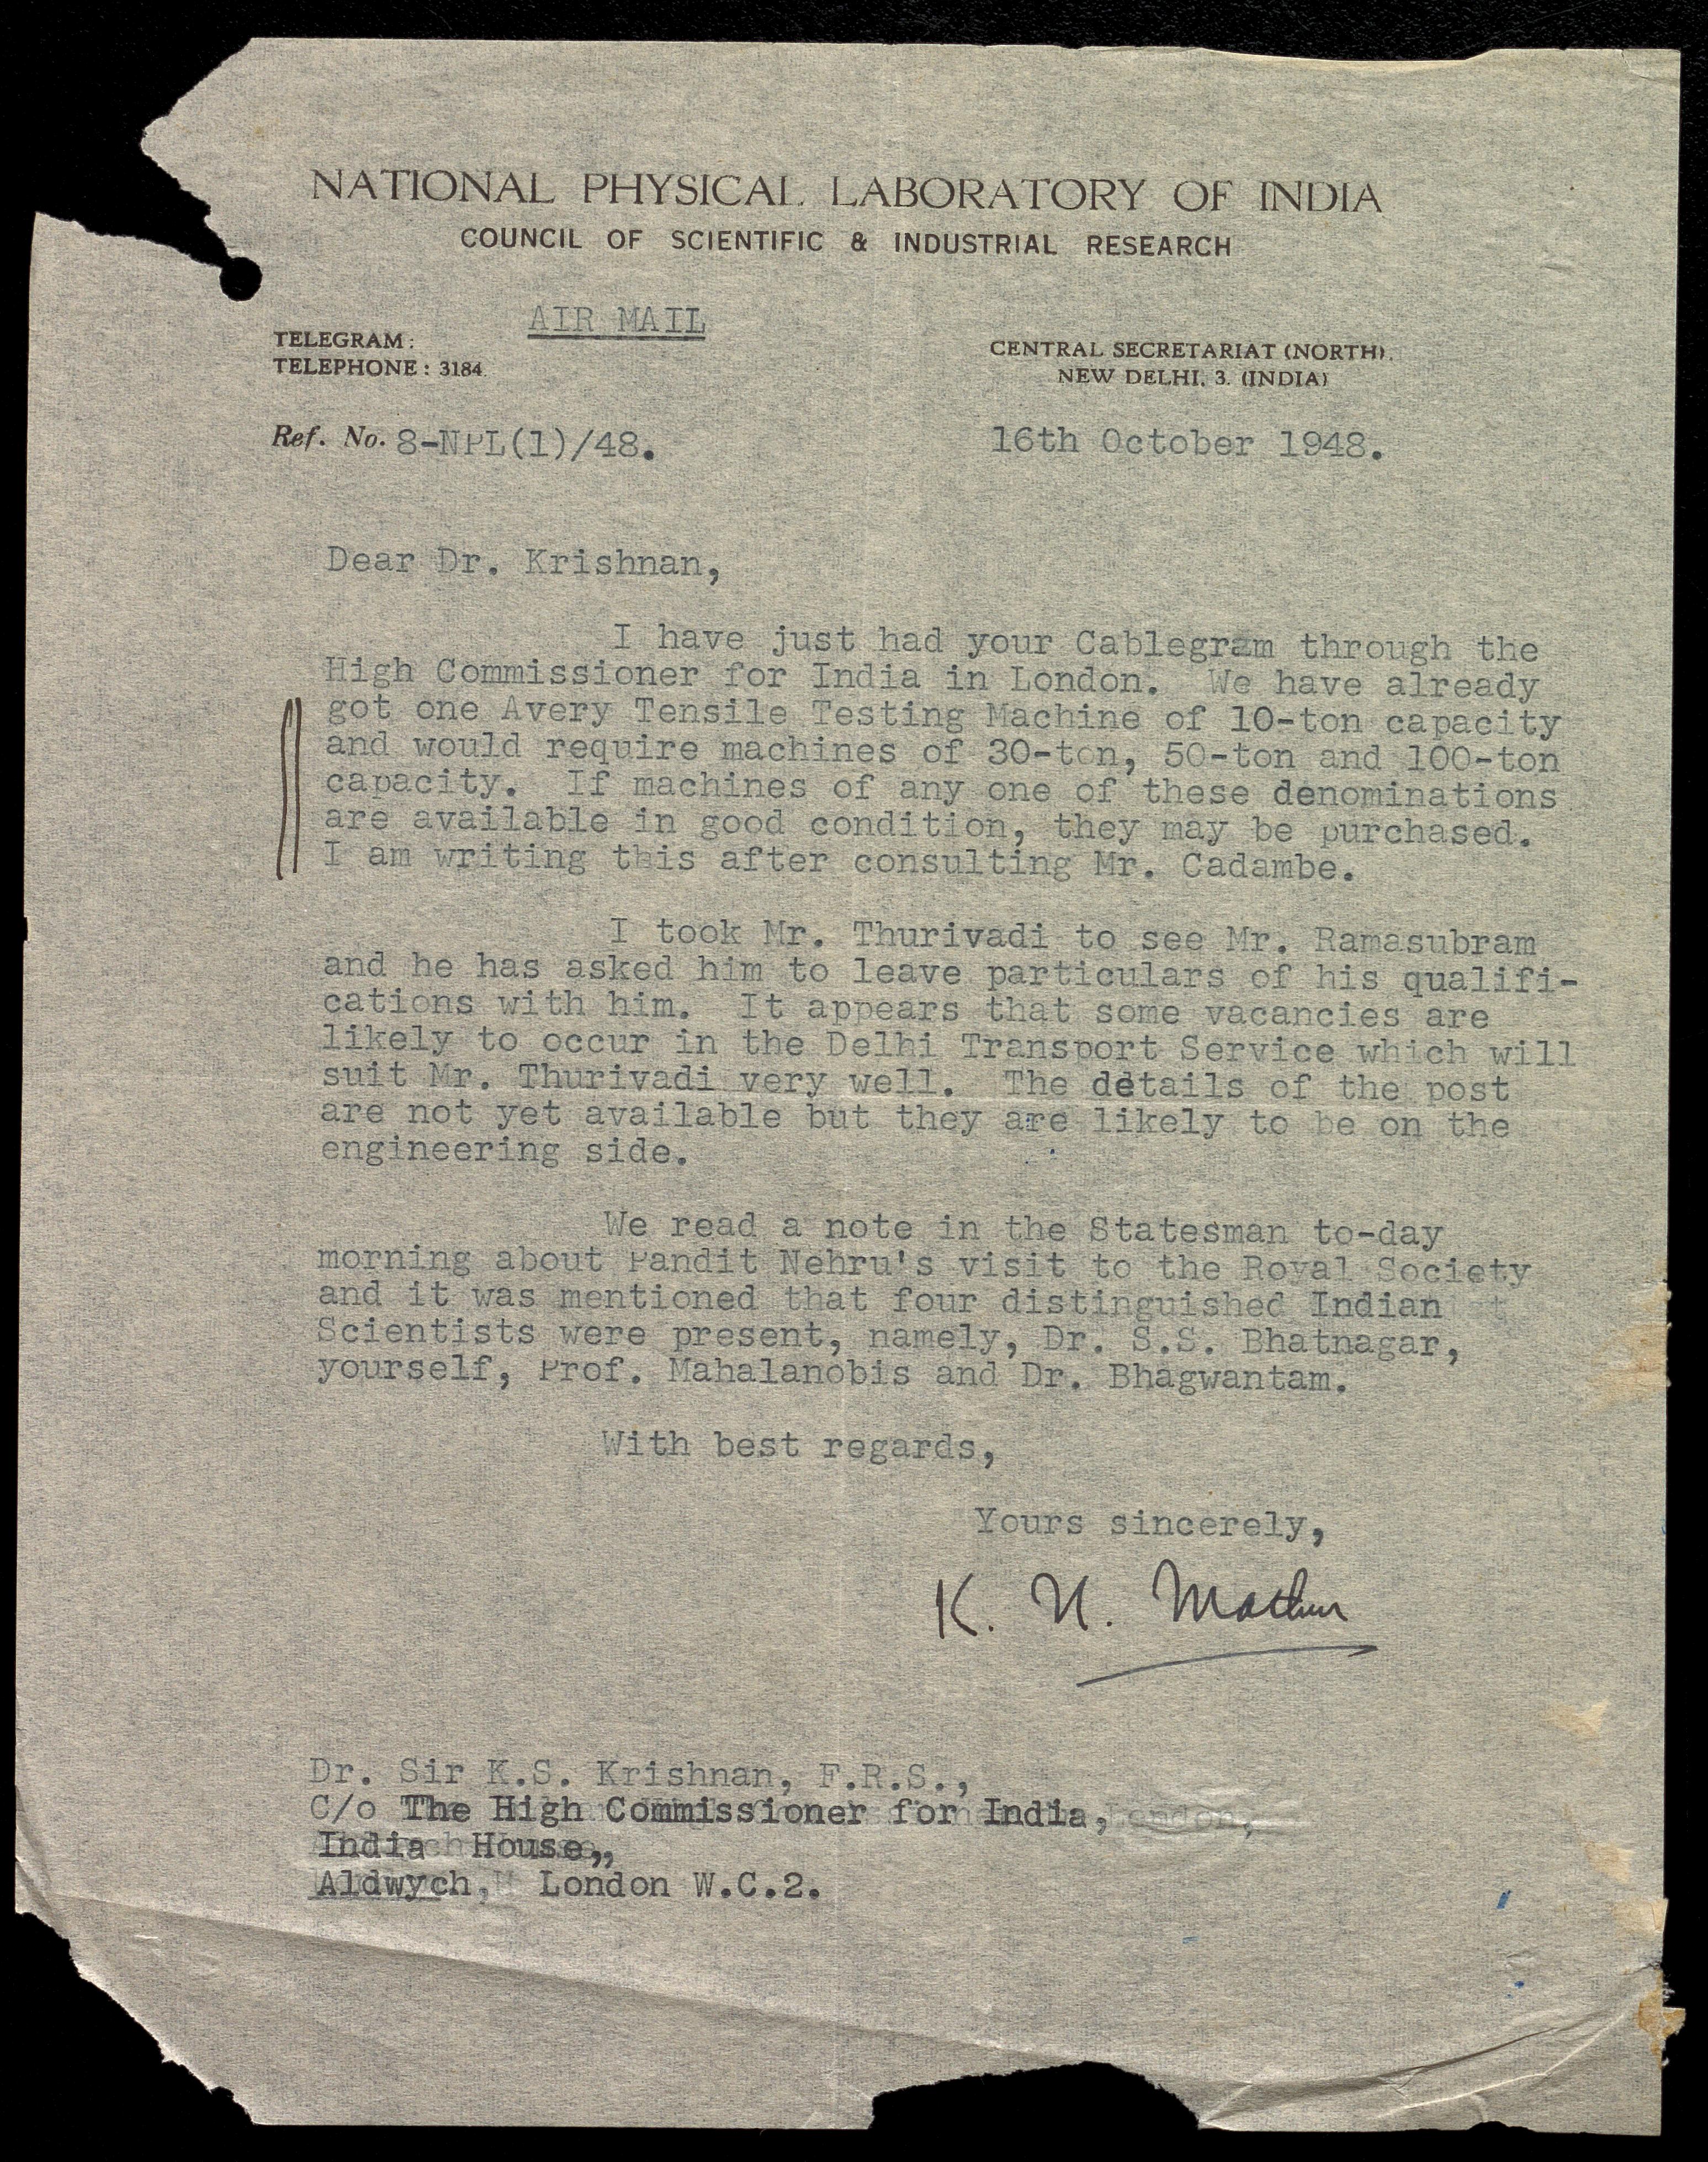 NATIONAL PHYSICAL LABORATORY OF INDIA
COUNCIL OF SCIENTIFIC & INDUSTRIAL RESEARCH
AIR MAIL
TELEGRAM:
TELEPHONE: 3184.
CENTRAL SECRETARIAT (NORTH).
NEW DELHI, 3. (INDIA)
Ref. No. 8-NPL(1)/48.
16th October 1948.
Dear Dr. Krishnan,
I have just had your Cablegram through the
High Commissioner for India in London. We have already
got one Avery Tensile Testing Machine of 10-ton capacity
and would require machines of 30-ton, 50-ton and 100-ton
capacity. If machines of any one of these denominations
are available in good condition, they may be purchased.
I am writing this after consulting Mr. Cadambe.
I took Mr. Thurivadi to see Mr. Ramasubram
and he has asked him to leave particulars of his qualifi-
cations with him. It appears that some vacancies are
likely to occur in the Delhi Transport Service which will
suit Mr. Thurivadi very well. The details of the post
are not yet available but they are likely to be on the
engineering side.
We read a note in the Statesman to-day
morning about Pandit Nehru's visit to the Royal Society
and it was mentioned that four distinguished Indian
Scientists were present, namely, Dr. S.S. Bhatnagar,
yourself, Prof. Mahalanobis and Dr. Bhagwantam.
With best regards,
Yours sincerely,
K. N. Mathur
Dr. Sir K.S. Krishnan, F.R.S.,
C/o The High Commissioner for India,
India House,,
Aldwych, London W.C.2.